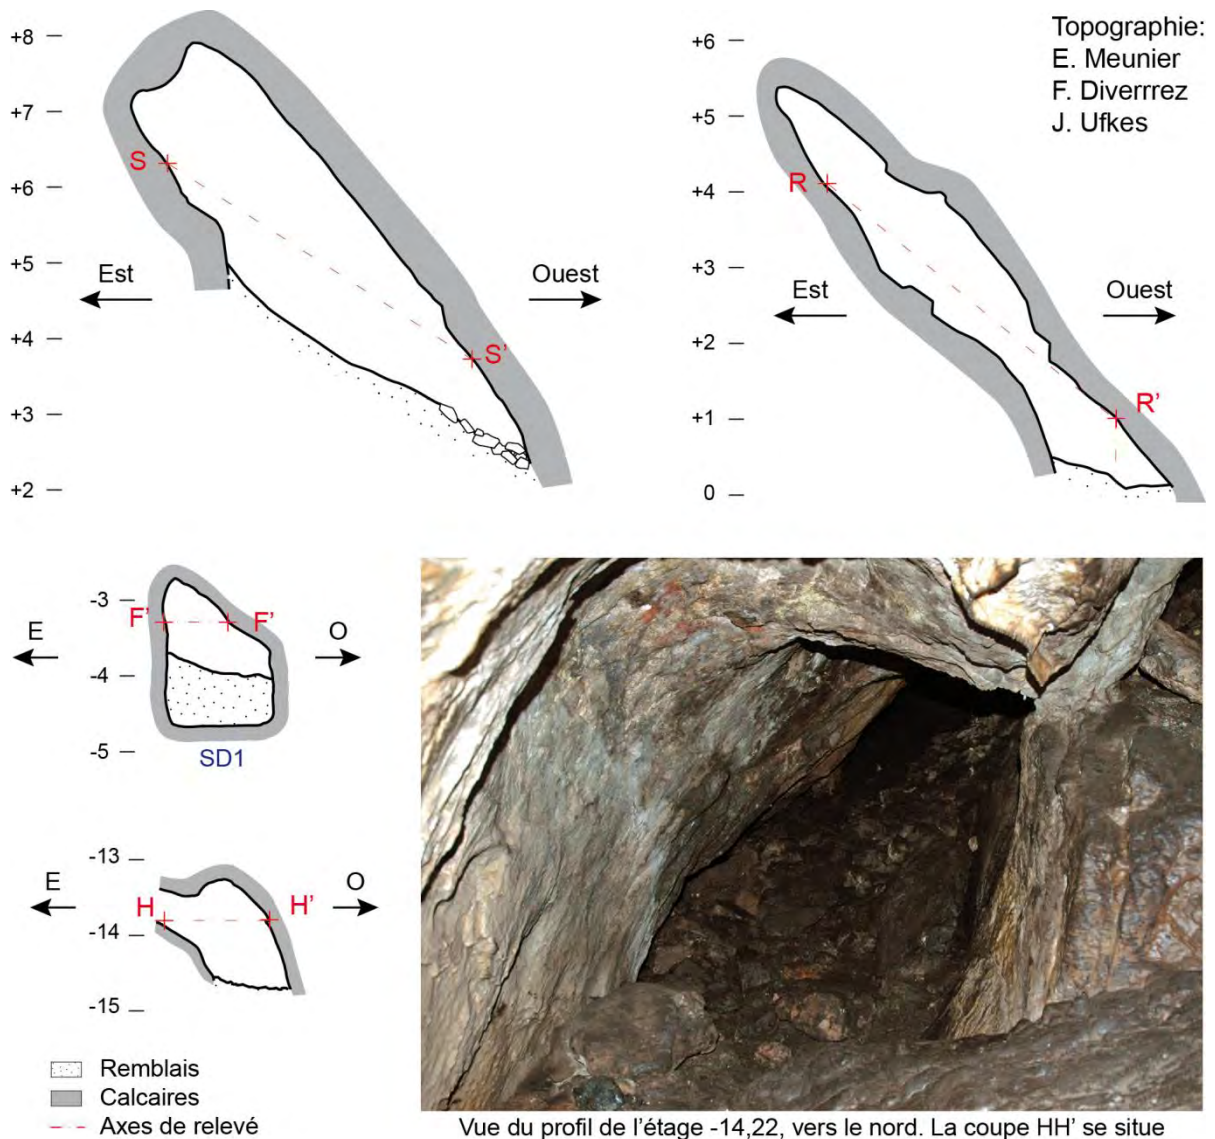 Topographie:
E. Meunier
F. Diverrrez
J. Ufkes
+8
+7
+6
+5
+4
+3
+2
S
S'
Est
Ouest
+6
+5
+4
+3
+2
+1
0
R
R'
Est
Ouest
-3
-4
-5
F'
F'
E
O
SD1
-13
-14
-15
E
O
H
H'
Remblais
Calcaires
Axes de relevé
Vue du profil de l'étage -14,22, vers le nord. La coupe HH' se situe